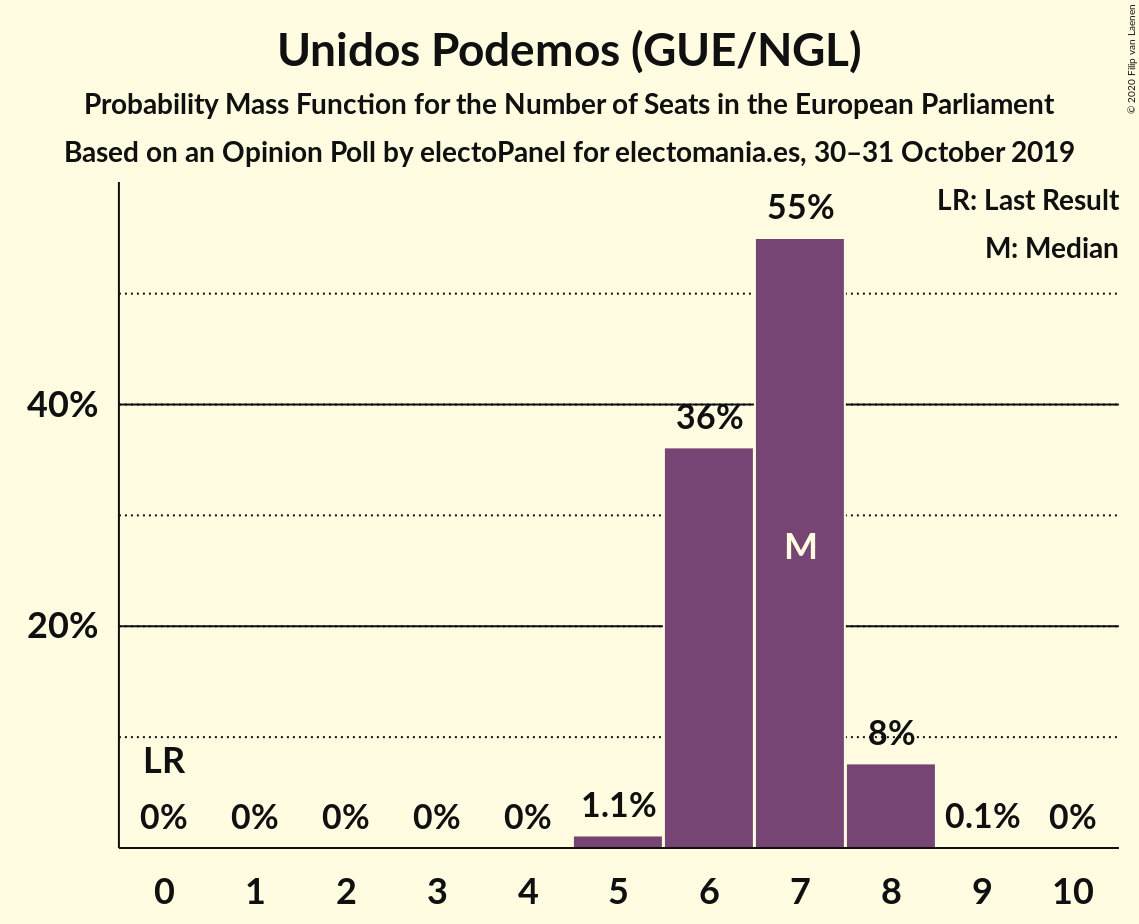 Unidos Podemos (GUE/NGL)
Probability Mass Function for the Number of Seats in the European Parliament
Based on an Opinion Poll by electoPanel for electomania.es, 30–31 October 2019
© 2020 Filip van Laenen
LR: Last Result
M: Median
55%
40%
36%
M
20%
8%
LR
1.1%
0% 0% 0% 0% 0% 0.1% 0%
0 1 2 3 4 5 6 7 8 9 10